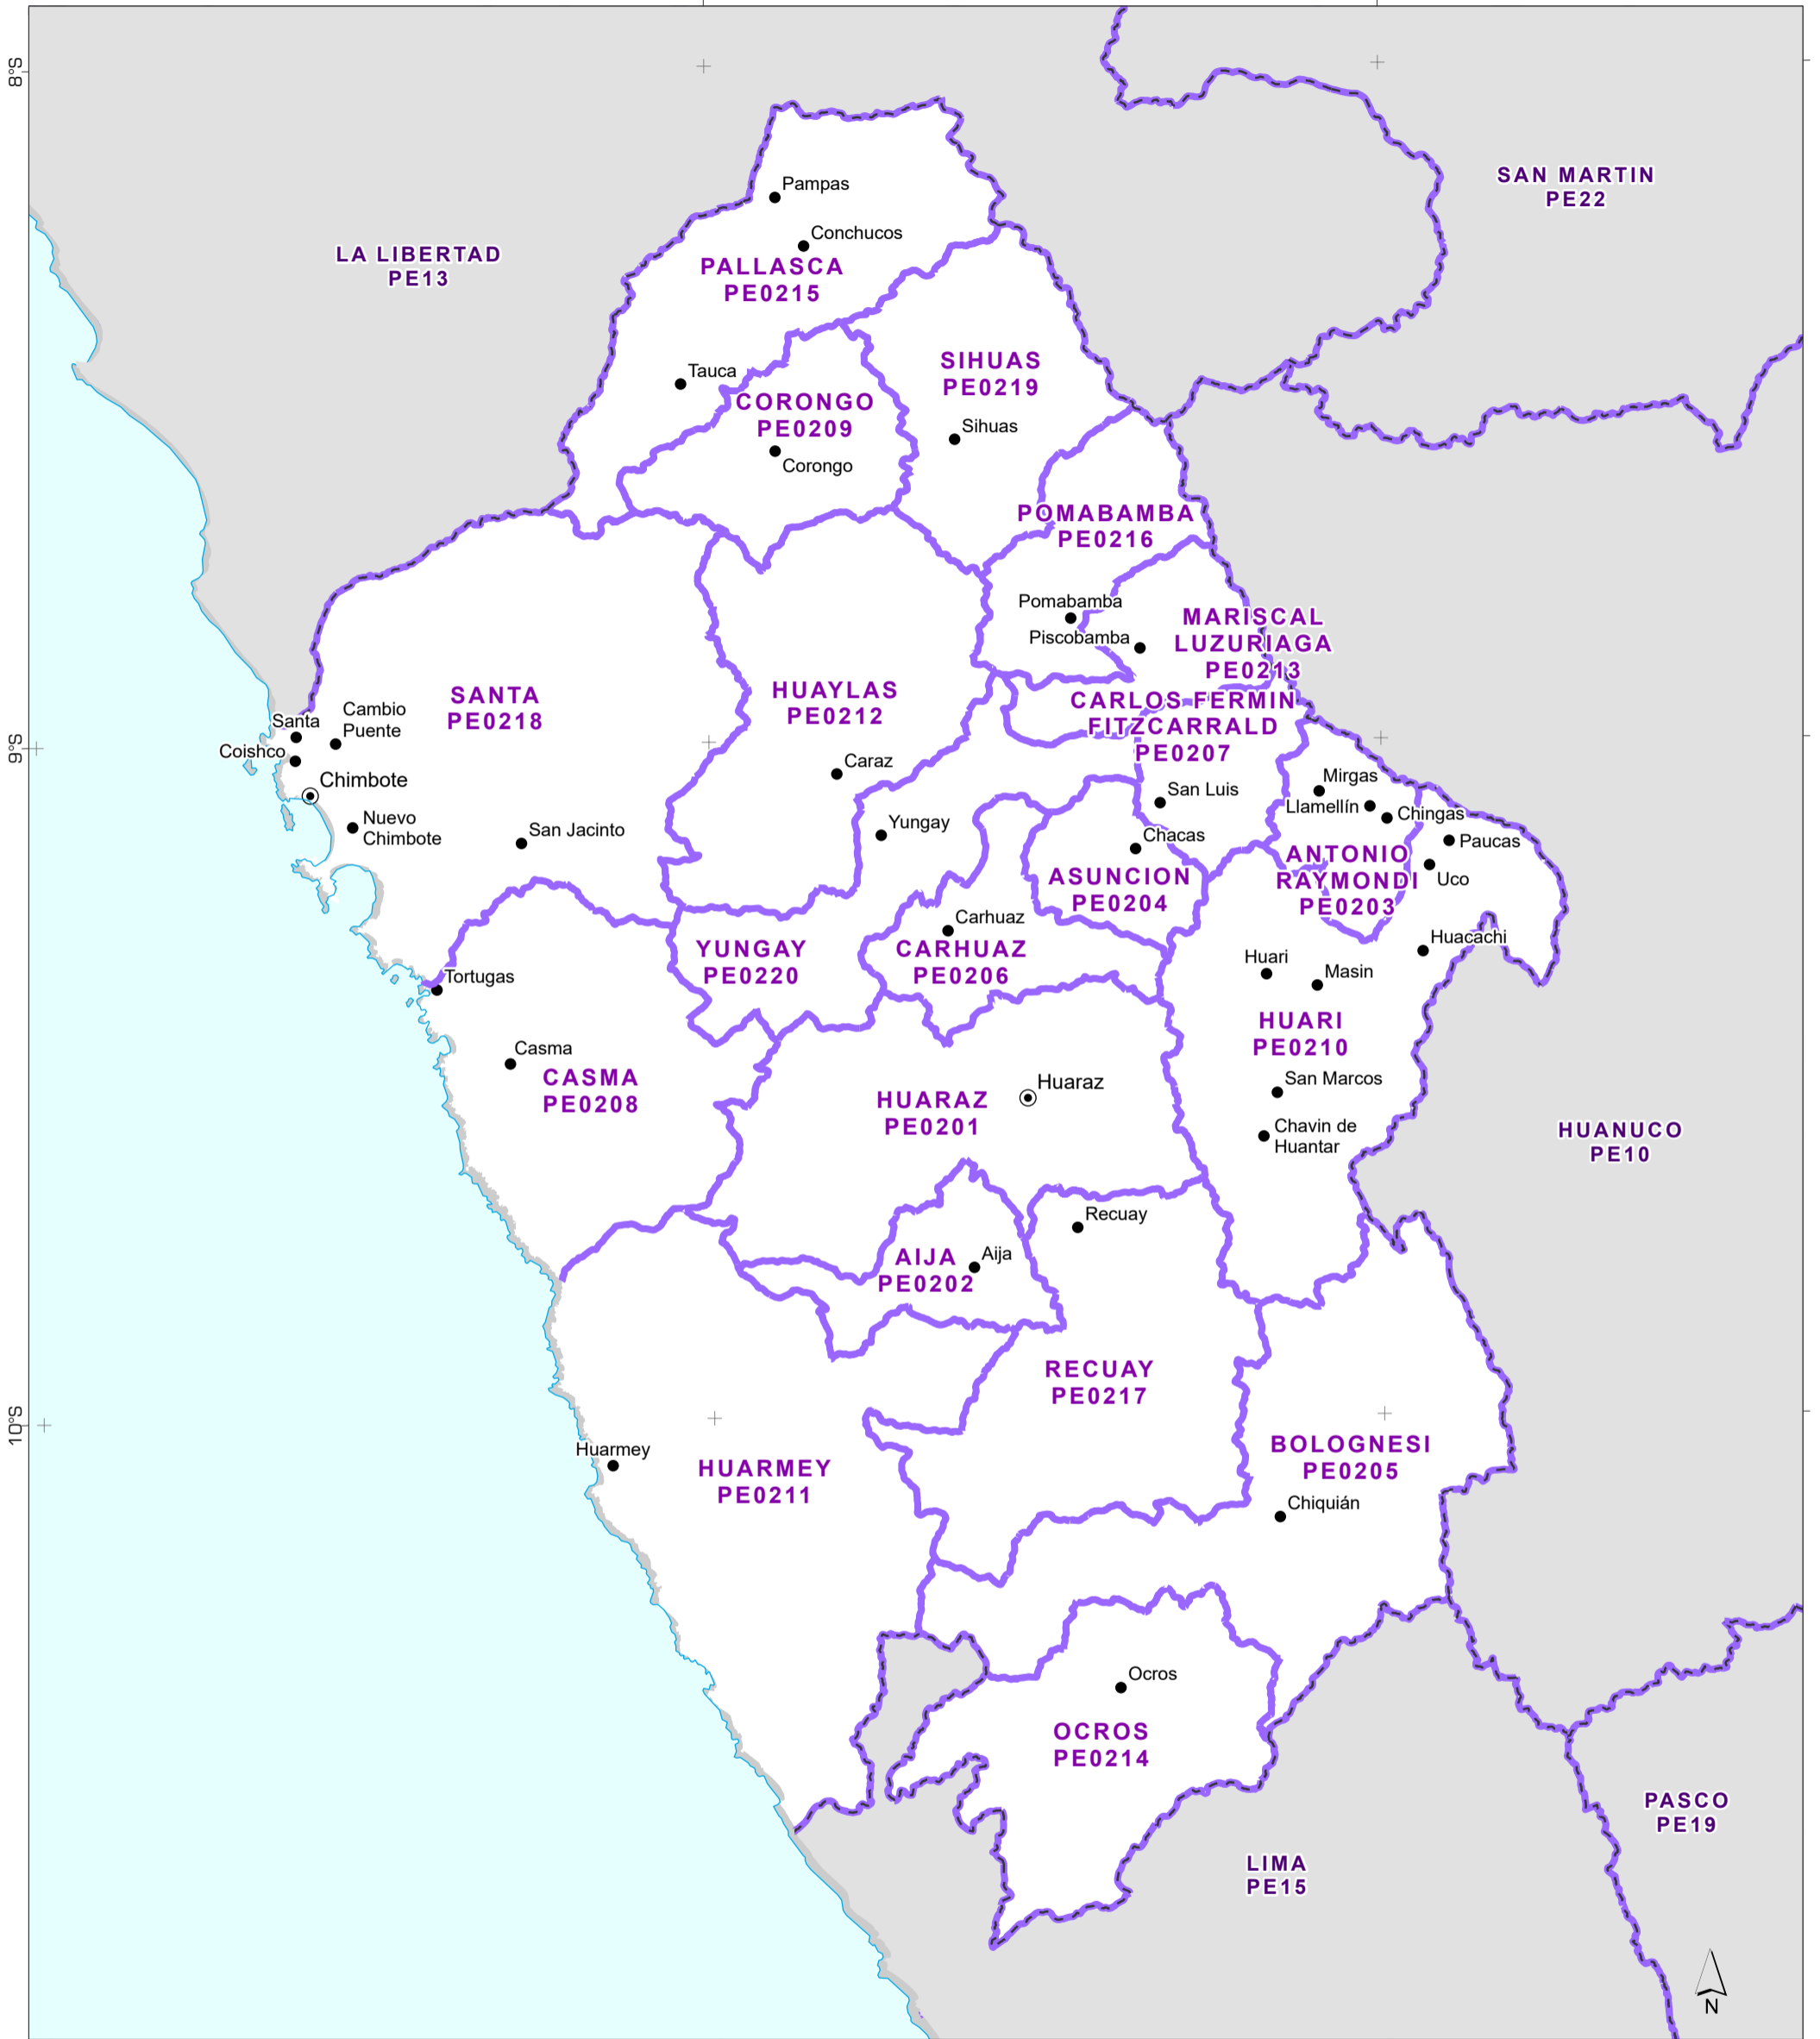 8°S
SAN MARTIN
PE22
Pampas
Conchucos
LA LIBERTAD
PE13
PALLASCA
PE0215
SIHUAS
PE0219
Tauca
CORONGO
PE0209
Sihuas
Corongo
POMABAMBA
PE0216
Pomabamba
Piscobamba
MARISCAL
LUZURIAGA
PE0213
SANTA
PE0218
HUAYLAS
PE0212
CARLOS FERMIN
FITZCARRALD
PE0207
Santa
Cambio
Puente
9°S
Coishco
Chimbote
Caraz
Mirgas
San Luis
Llamellín
Chingas
Nuevo
Chimbote
San Jacinto
Yungay
Chacas
Paucas
ANTONIO
RAYMONDI
PE0203
Uco
ASUNCION
PE0204
Carhuaz
YUNGAY
PE0220
CARHUAZ
PE0206
Huacachi
Huari
Masin
Tortugas
HUARI
PE0210
Casma
CASMA
PE0208
San Marcos
Huaraz
HUARAZ
PE0201
Chavin de
Huantar
HUANUCO
PE10
Recuay
AIJA
PE0202
Aija
RECUAY
PE0217
10°S
Huarmey
HUARMEY
PE0211
BOLOGNESI
PE0205
Chiquián
Ocros
OCROS
PE0214
PASCO
PE19
LIMA
PE15
N